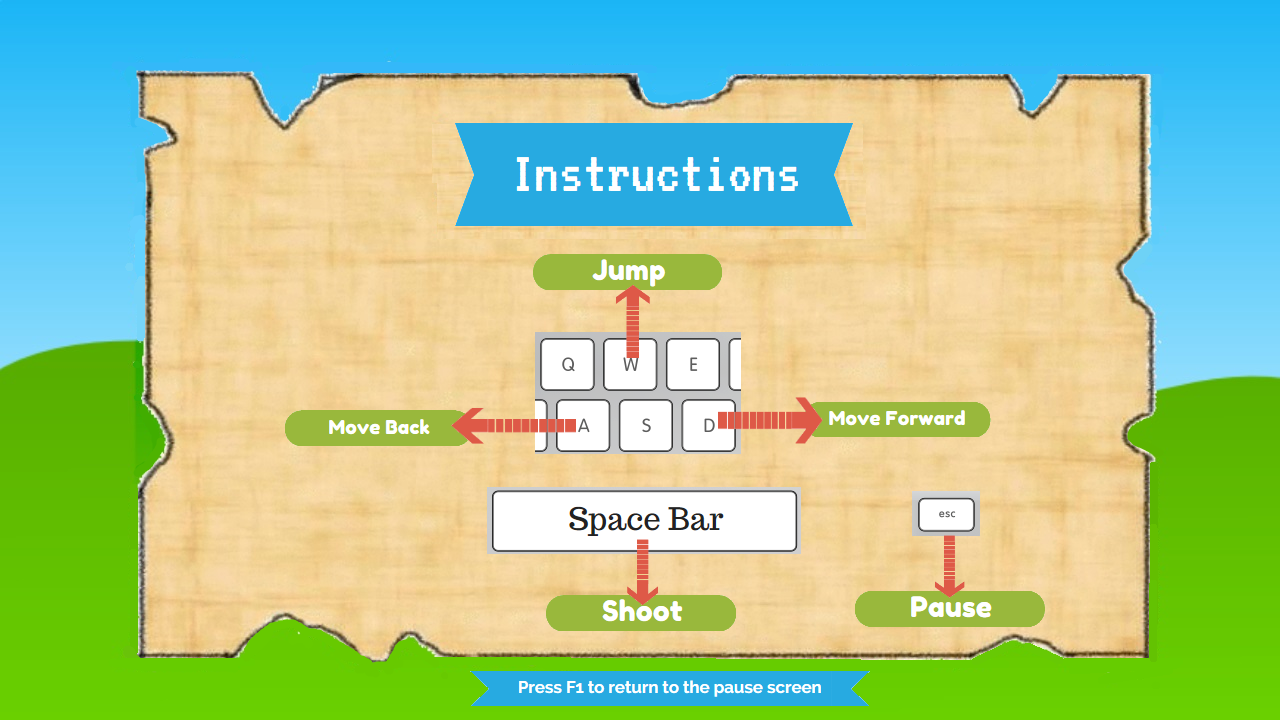 Instructions
Jump
Q W E
Move Back
A S D
Move Forward
Space Bar
esc
Shoot
Pause
Press F1 to return to the pause screen